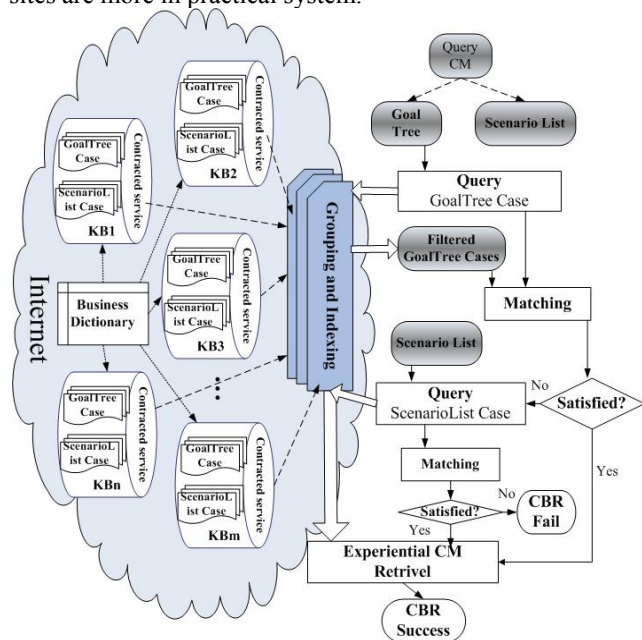 sites are more in practical system.
Query
CM
Goal
Tree
Scenario List
Query
GoalTree Case
Filtered
GoalTree Cases
Matching
Scenario List
Query
ScenarioList Case
No
Satisfied?
Yes
Matching
Satisfied?
No
Yes
CBR
Fail
Experiential CM
Retrivel
CBR
Success
Grouping and Indexing
Internet
Business
Dictionary
GoalTree
Case
ScenarioL
ist Case
Contracted service
KB1
GoalTree
Case
ScenarioL
ist Case
Contracted service
KB2
GoalTree
Case
ScenarioL
ist Case
Contracted service
KB3
GoalTree
Case
ScenarioL
ist Case
Contracted service
KBn
GoalTree
Case
ScenarioL
ist Case
Contracted service
KBm